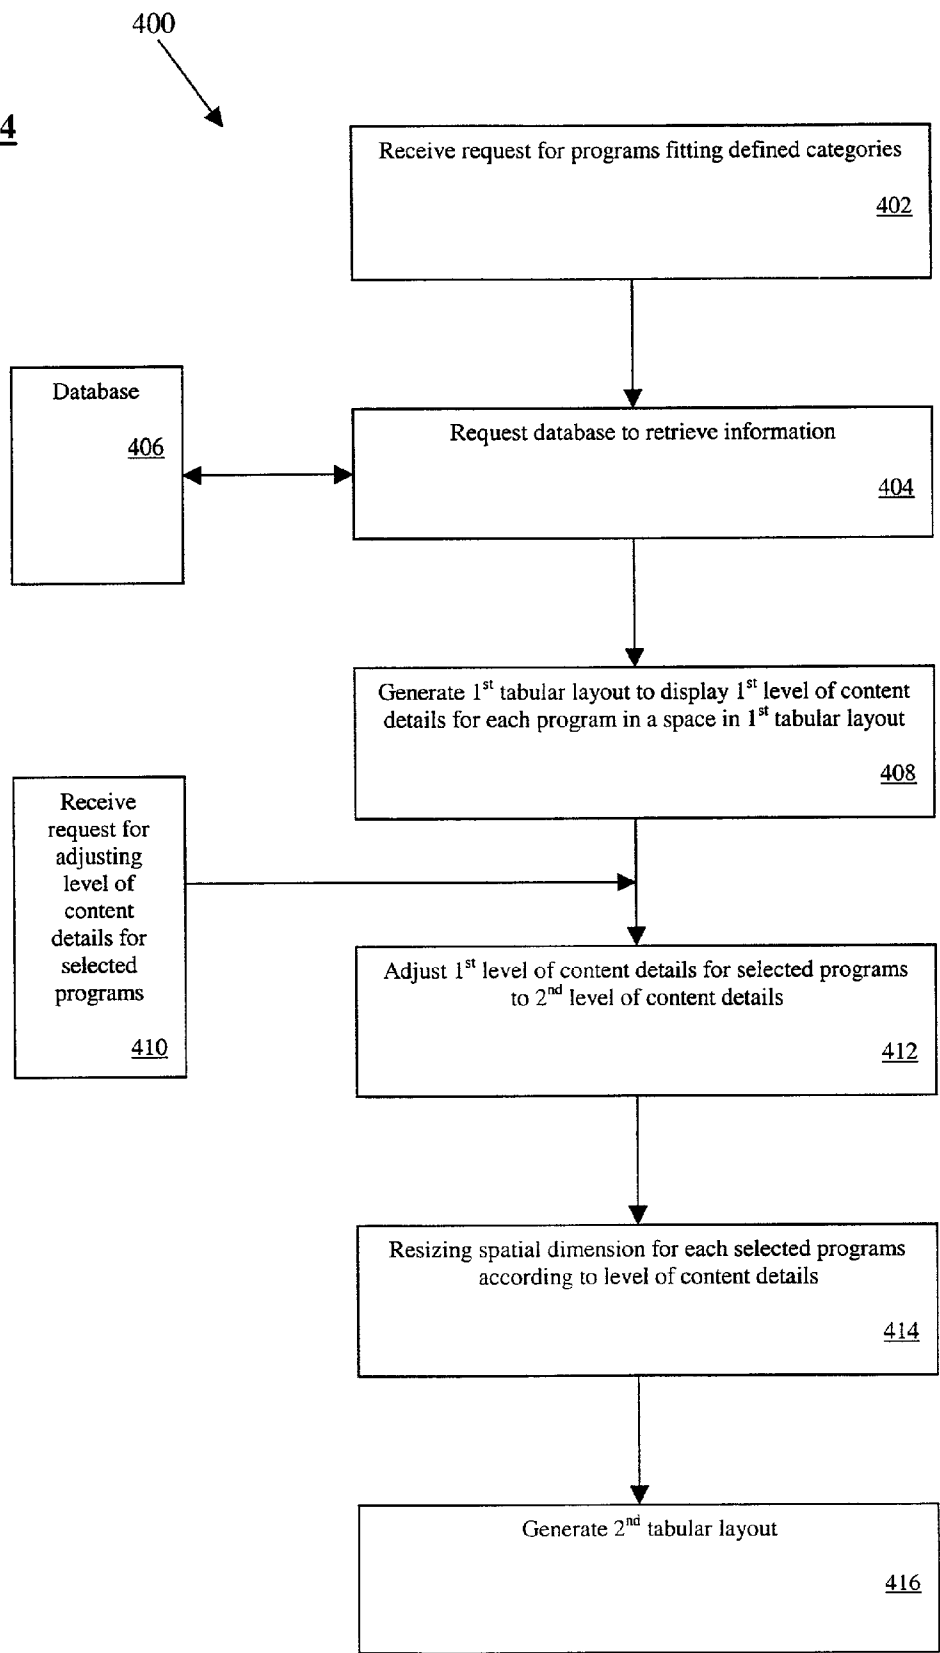 400
4
Receive request for programs fitting defined categories
402
Database
406
Request database to retrieve information
404
Generate 1st tabular layout to display 1st level of content
details for each program in a space in 1st tabular layout
408
Receive
request for
adjusting
level of
content
details for
selected
programs
410
Adjust 1st level of content details for selected programs
to 2nd level of content details
412
Resizing spatial dimension for each selected programs
according to level of content details
414
Generate 2nd tabular layout
416